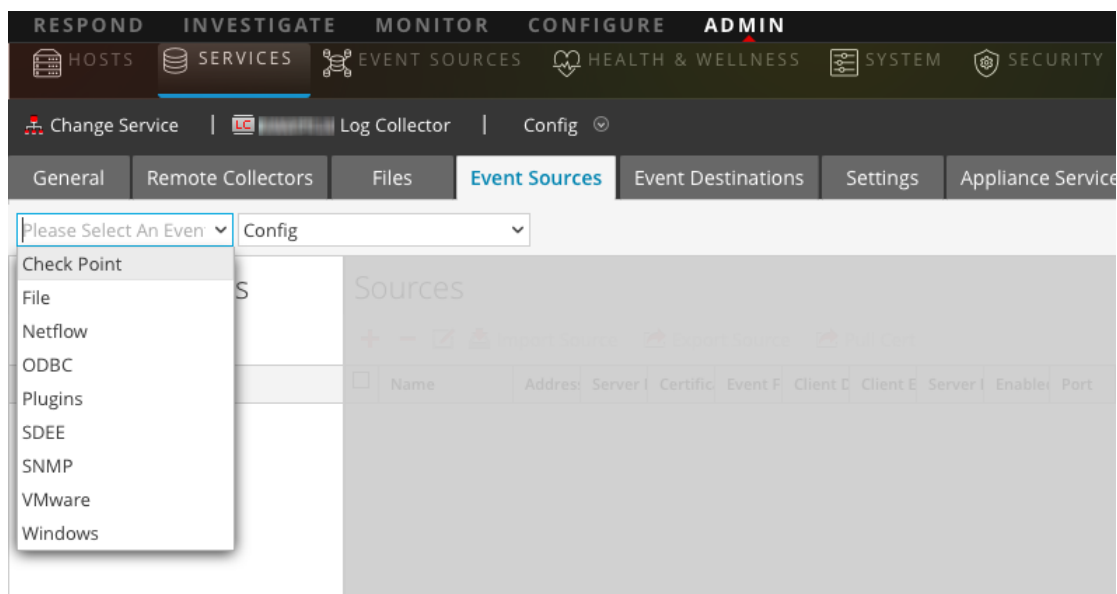 RESPOND INVESTIGATE MONITOR CONFIGURE ADMIN
HOSTS SERVICES EVENT SOURCES HEALTH & WELLNESS SYSTEM SECURITY
Change Service | LC Log Collector | Config
General Remote Collectors Files Event Sources Event Destinations Settings Appliance Service
Please Select An Even Config
Check Point
s Sources
File
Netflow
Import Source Export Source
ODBC
Name Address Server Certific Event F Client D Client E Server Enable Port
Plugins
SDEE
SNMP
VMware
Windows